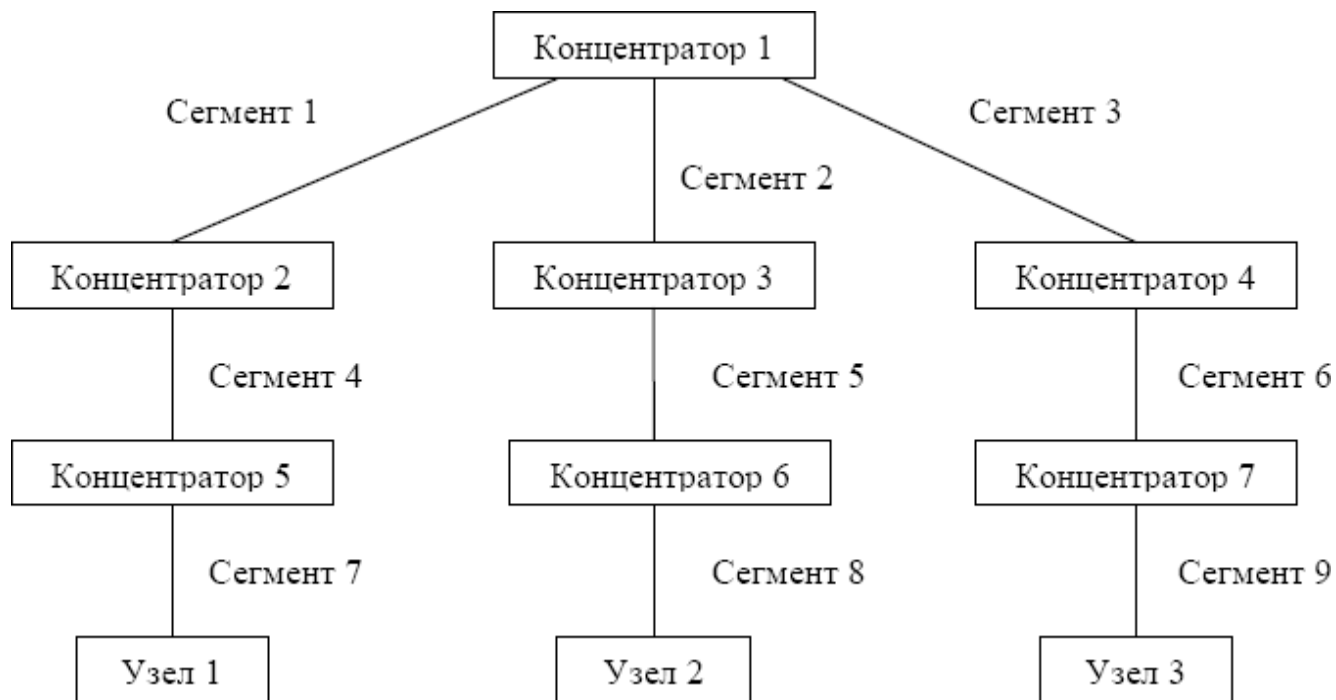 Концентратор 1
Сегмент 1
Сегмент 3
Сегмент 2
Концентратор 2
Концентратор 3
Концентратор 4
Сегмент 4
Сегмент 5
Сегмент 6
Концентратор 5
Концентратор 6
Концентратор 7
Сегмент 7
Сегмент 8
Сегмент 9
Узел 1
Узел 2
Узел 3